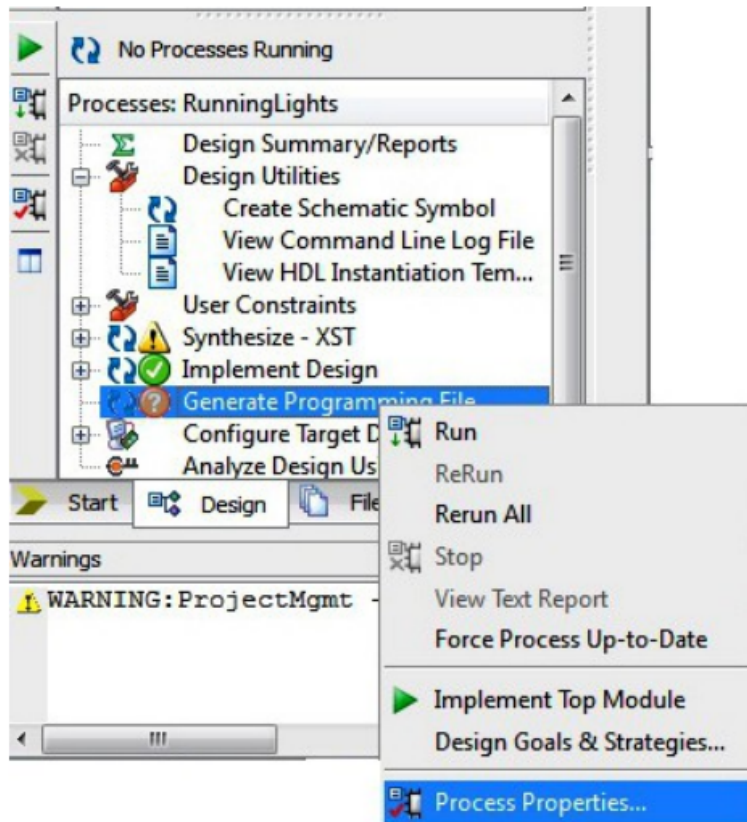 No Processes Running
Processes: RunningLights
Design Summary/Reports
Design Utilities
Create Schematic Symbol
View Command Line Log File
View HDL Instantiation Tem...
User Constraints
Synthesize - XST
Implement Design
Generate Programming File
Configure Target D
Analyze Design Us
Run
ReRun
Rerun All
Stop
View Text Report
Force Process Up-to-Date
Implement Top Module
Design Goals & Strategies...
Process Properties...
Start Design File
Warnings
WARNING:ProjectMgmt -